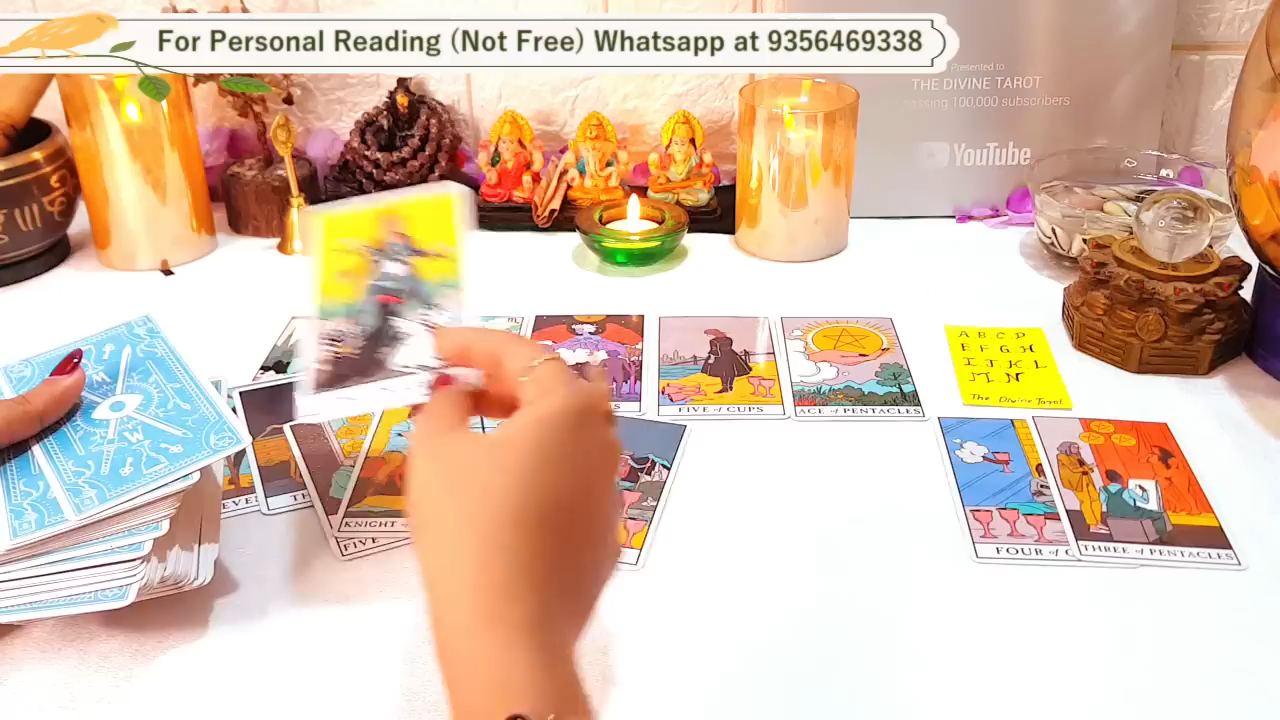 For Personal Reading (Not Free) Whatsapp at 9356469338
Presented to
THE DIVINE TAROT
passing 100,000 subscribers
YouTube
FIVE of CUPS
ACE of PENTACLES
A B C D
E F G H
I J K L
M N
The Divine Tarot
KNIGHT
FIVE
FOUR of
THREE of PENTACLES